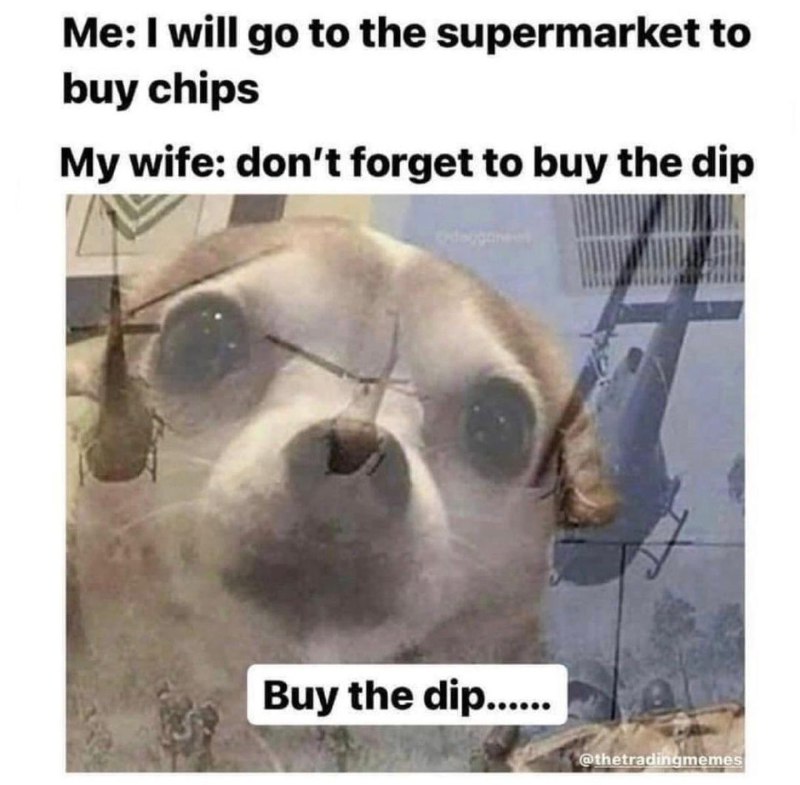 Me: I will go to the supermarket to
buy chips
My wife: don't forget to buy the dip
Buy the dip......
@thetradingmemes